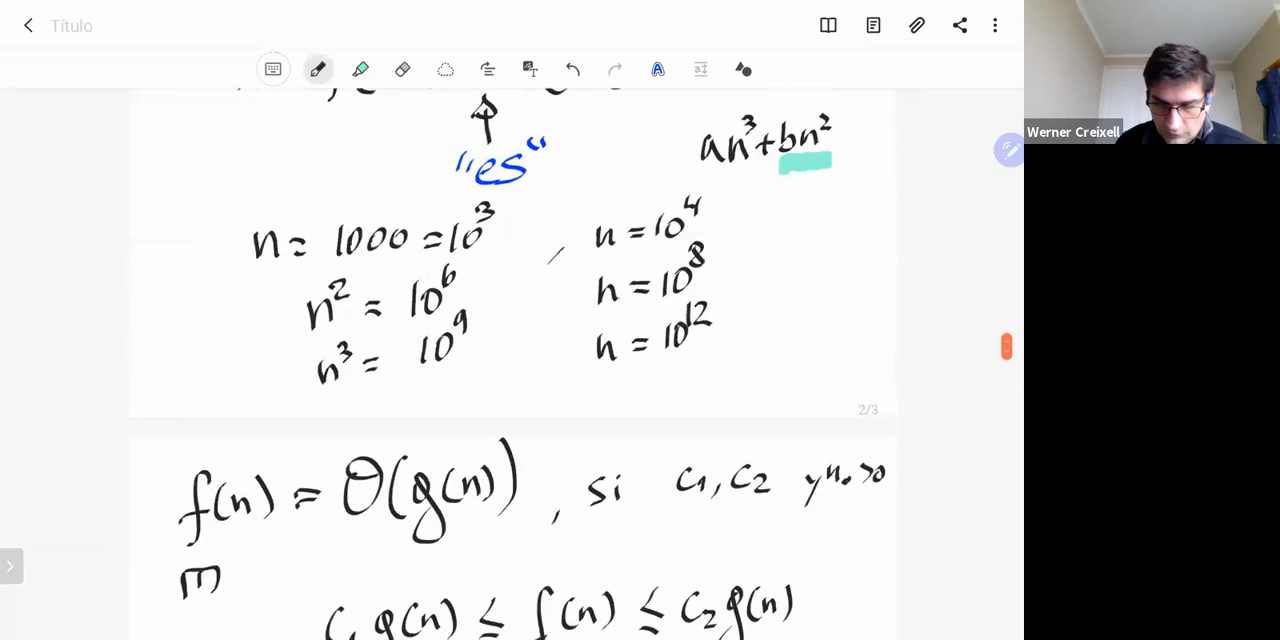 Título
Werner Creixell
"es"
an³+bn²
n = 1000 = 10³
n = 10⁴
n² = 10⁶
n = 10⁸
n³ = 10⁹
n = 10¹²
2/3
f(n) = Θ(g(n)), si C₁, C₂ y n₀ >0
C₁ g(n) ≤ f(n) ≤ C₂ g(n)